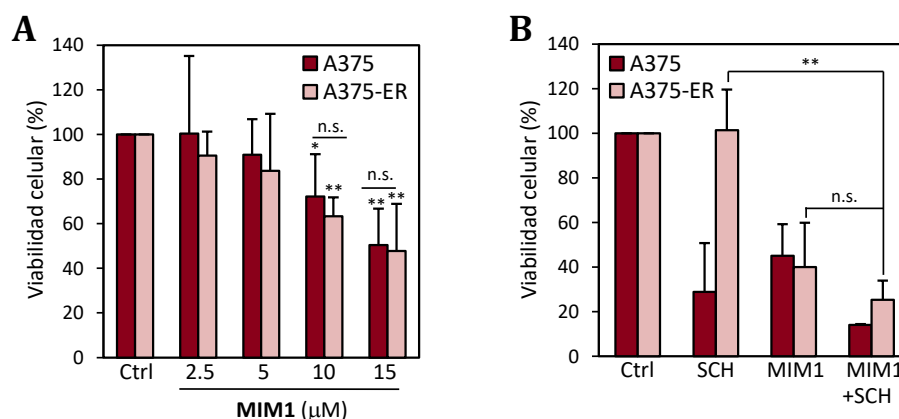 A
Viabilidad celular (%)
140
120
100
80
60
40
20
0
A375
A375-ER
n.s.
*
**
n.s.
**
**
Ctrl
2.5
5
10
15
MIM1 (μM)
B
Viabilidad celular (%)
140
120
100
80
60
40
20
0
A375
A375-ER
**
n.s.
Ctrl
SCH
MIM1
MIM1
+SCH